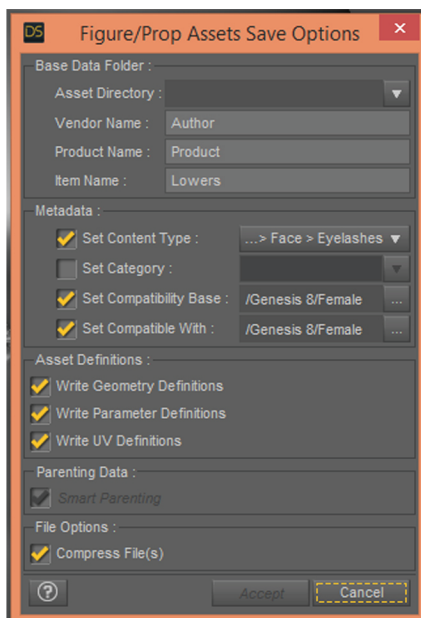 DS Figure/Prop Assets Save Options ×
Base Data Folder :
Asset Directory :
Vendor Name : Author
Product Name : Product
Item Name : Lowers
Metadata :
Set Content Type : ...> Face > Eyelashes
Set Category :
Set Compatibility Base : /Genesis 8/Female ...
Set Compatible With : /Genesis 8/Female ...
Asset Definitions :
Write Geometry Definitions
Write Parameter Definitions
Write UV Definitions
Parenting Data :
Smart Parenting
File Options :
Compress File(s)
? Accept Cancel